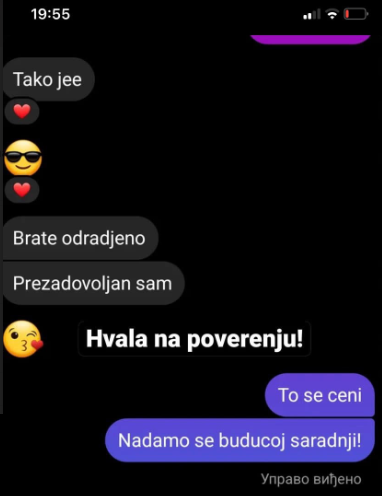 19:55
Tako jee
Brate odradjeno
Prezadovoljan sam
Hvala na poverenju!
To se ceni
Nadamo se buducoj saradnji!
Управо виђено